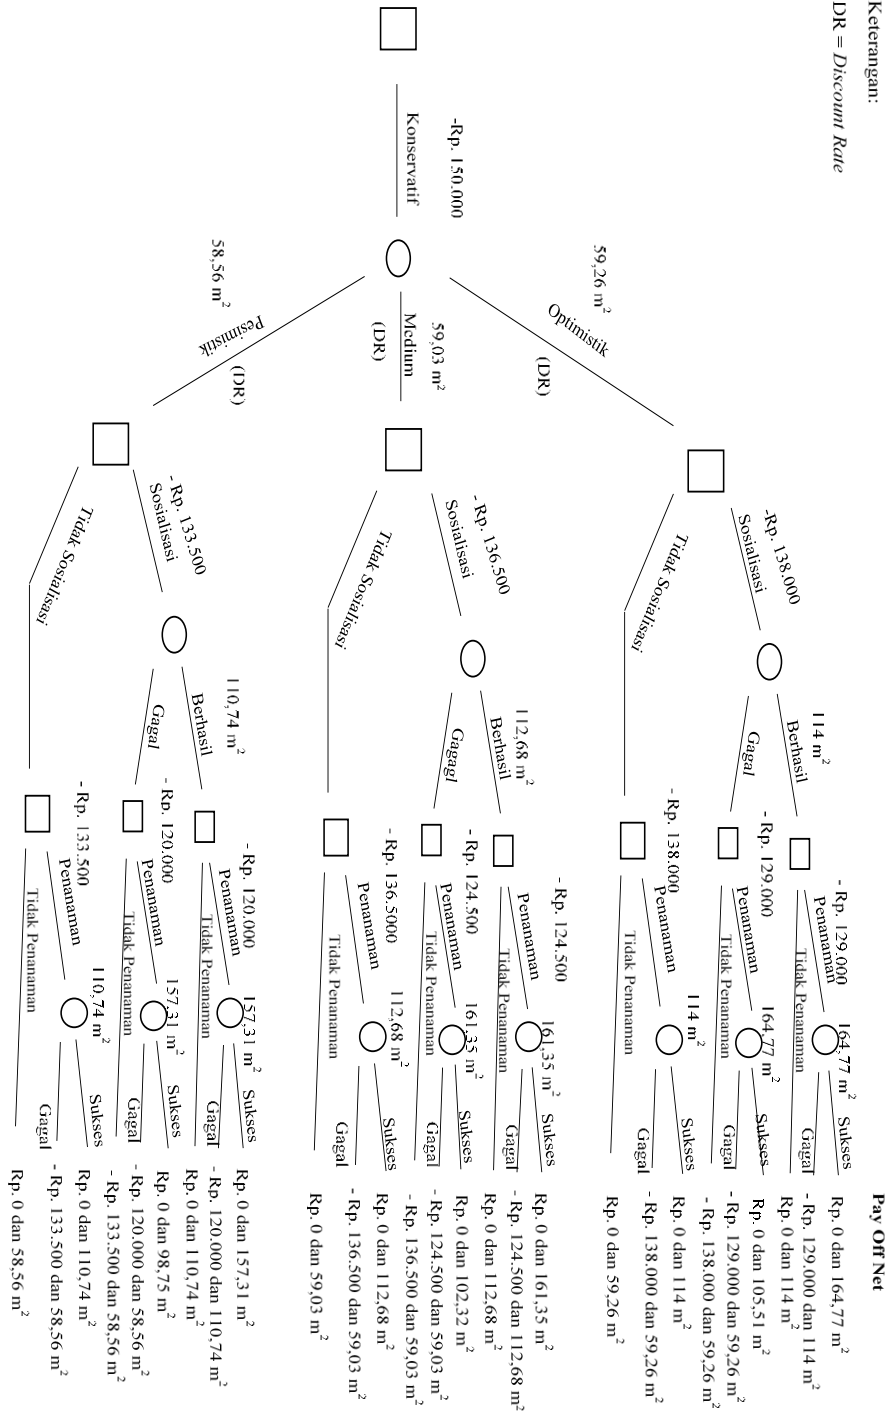 Keterangan:
DR = Discount Rate
Pay Off Net
-Rp. 150.000
Konservatif
59,26 m²
Optimistik
(DR)
-Rp. 138.000
Sosialisasi
Tidak Sosialisasi
114 m²
Berhasil
Gagal
- Rp. 129.000
Penanaman
Tidak Penanaman
164,77 m²
Sukses
Rp. 0 dan 164,77 m²
Gagal
- Rp. 129.000 dan 114 m²
Rp. 0 dan 114 m²
- Rp. 129.000
Penanaman
Tidak Penanaman
164,77 m²
Sukses
Rp. 0 dan 105,51 m²
Gagal
- Rp. 129.000 dan 59,26 m²
- Rp. 138.000 dan 59,26 m²
- Rp. 138.000
Penanaman
Tidak Penanaman
114 m²
Sukses
Rp. 0 dan 114 m²
Gagal
- Rp. 138.000 dan 59,26 m²
Rp. 0 dan 59,26 m²
59,03 m²
Medium
(DR)
- Rp. 136.500
Sosialisasi
Tidak Sosialisasi
112,68 m²
Berhasil
Gagagl
- Rp. 124.500
Penanaman
Tidak Penanaman
161,35 m²
Sukses
Rp. 0 dan 161,35 m²
Gagal
- Rp. 124.500 dan 112,68 m²
Rp. 0 dan 112,68 m²
- Rp. 124.500
Penanaman
Tidak Penanaman
161,35 m²
Sukses
Rp. 0 dan 102,32 m²
Gagal
- Rp. 124.500 dan 59,03 m²
- Rp. 136.500 dan 59,03 m²
- Rp. 136.5000
Penanaman
Tidak Penanaman
112,68 m²
Sukses
Rp. 0 dan 112,68 m²
Gagal
- Rp. 136.500 dan 59,03 m²
Rp. 0 dan 59,03 m²
58,56 m²
Pesimistik
(DR)
- Rp. 133.500
Sosialisasi
Tidak Sosialisasi
110,74 m²
Berhasil
Gagal
- Rp. 120.000
Penanaman
Tidak Penanaman
157,31 m²
Sukses
Rp. 0 dan 157,31 m²
Gagal
- Rp. 120.000 dan 110,74 m²
Rp. 0 dan 110,74 m²
- Rp. 120.000
Penanaman
Tidak Penanaman
157,31 m²
Sukses
Rp. 0 dan 98,75 m²
Gagal
- Rp. 120.000 dan 58,56 m²
- Rp. 133.500 dan 58,56 m²
- Rp. 133.500
Penanaman
Tidak Penanaman
110,74 m²
Sukses
Rp. 0 dan 110,74 m²
Gagal
- Rp. 133.500 dan 58,56 m²
Rp. 0 dan 58,56 m²